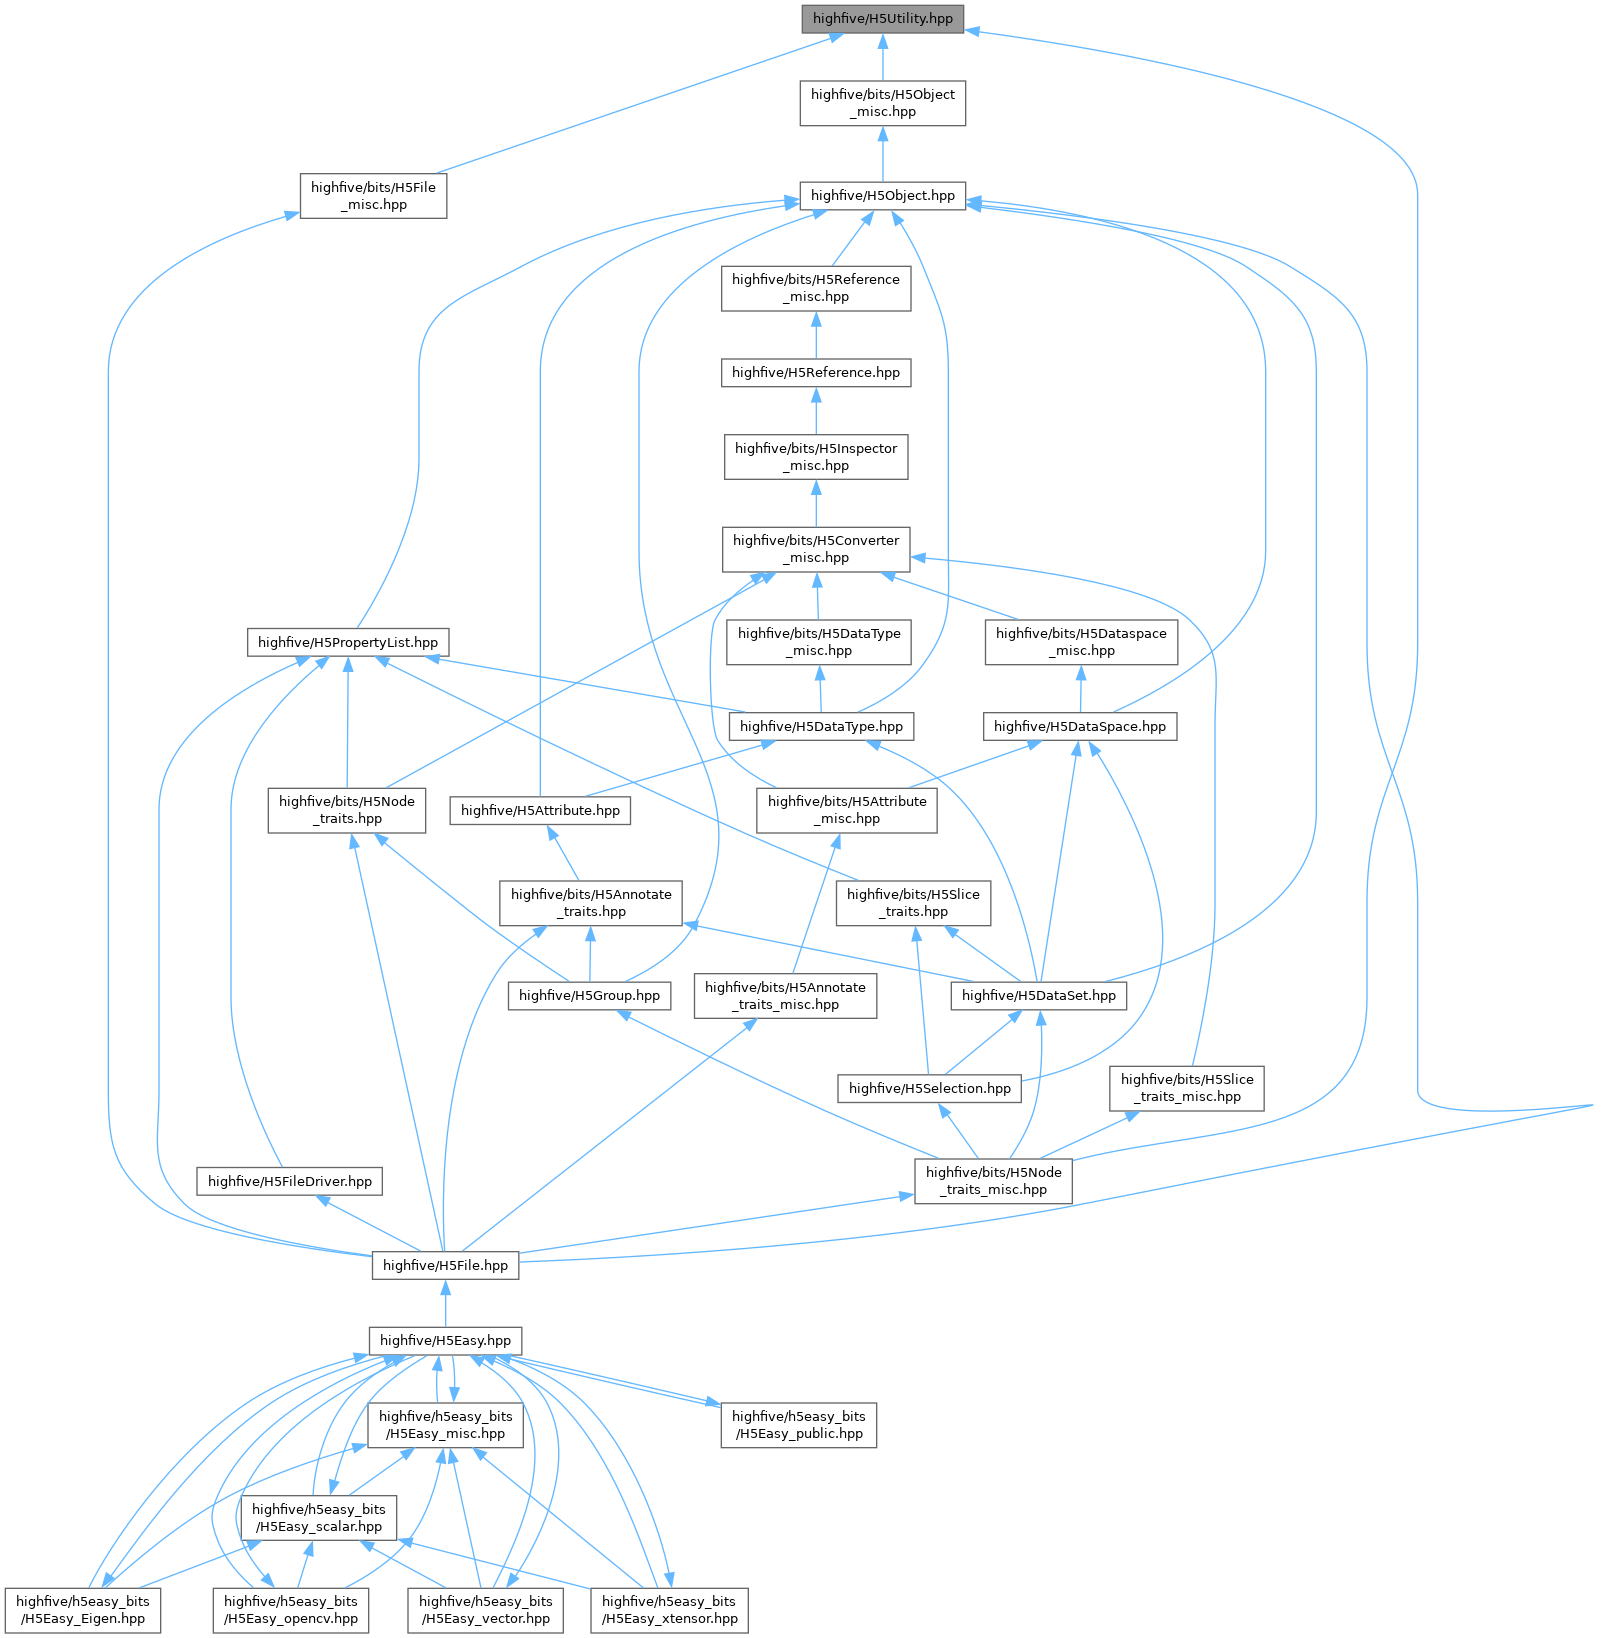 highfive/H5Utility.hpp
highfive/bits/H5Object
_misc.hpp
highfive/bits/H5File
_misc.hpp
highfive/H5Object.hpp
highfive/bits/H5Reference
_misc.hpp
highfive/H5Reference.hpp
highfive/bits/H5Inspector
_misc.hpp
highfive/bits/H5Converter
_misc.hpp
highfive/H5PropertyList.hpp
highfive/bits/H5DataType
_misc.hpp
highfive/bits/H5Dataspace
_misc.hpp
highfive/H5DataType.hpp
highfive/H5DataSpace.hpp
highfive/bits/H5Node
_traits.hpp
highfive/H5Attribute.hpp
highfive/bits/H5Attribute
_misc.hpp
highfive/bits/H5Annotate
_traits.hpp
highfive/bits/H5Slice
_traits.hpp
highfive/H5Group.hpp
highfive/bits/H5Annotate
_traits_misc.hpp
highfive/H5DataSet.hpp
highfive/H5Selection.hpp
highfive/bits/H5Slice
_traits_misc.hpp
highfive/H5FileDriver.hpp
highfive/bits/H5Node
_traits_misc.hpp
highfive/H5File.hpp
highfive/H5Easy.hpp
highfive/h5easy_bits
/H5Easy_misc.hpp
highfive/h5easy_bits
/H5Easy_public.hpp
highfive/h5easy_bits
/H5Easy_scalar.hpp
highfive/h5easy_bits
/H5Easy_Eigen.hpp
highfive/h5easy_bits
/H5Easy_opencv.hpp
highfive/h5easy_bits
/H5Easy_vector.hpp
highfive/h5easy_bits
/H5Easy_xtensor.hpp